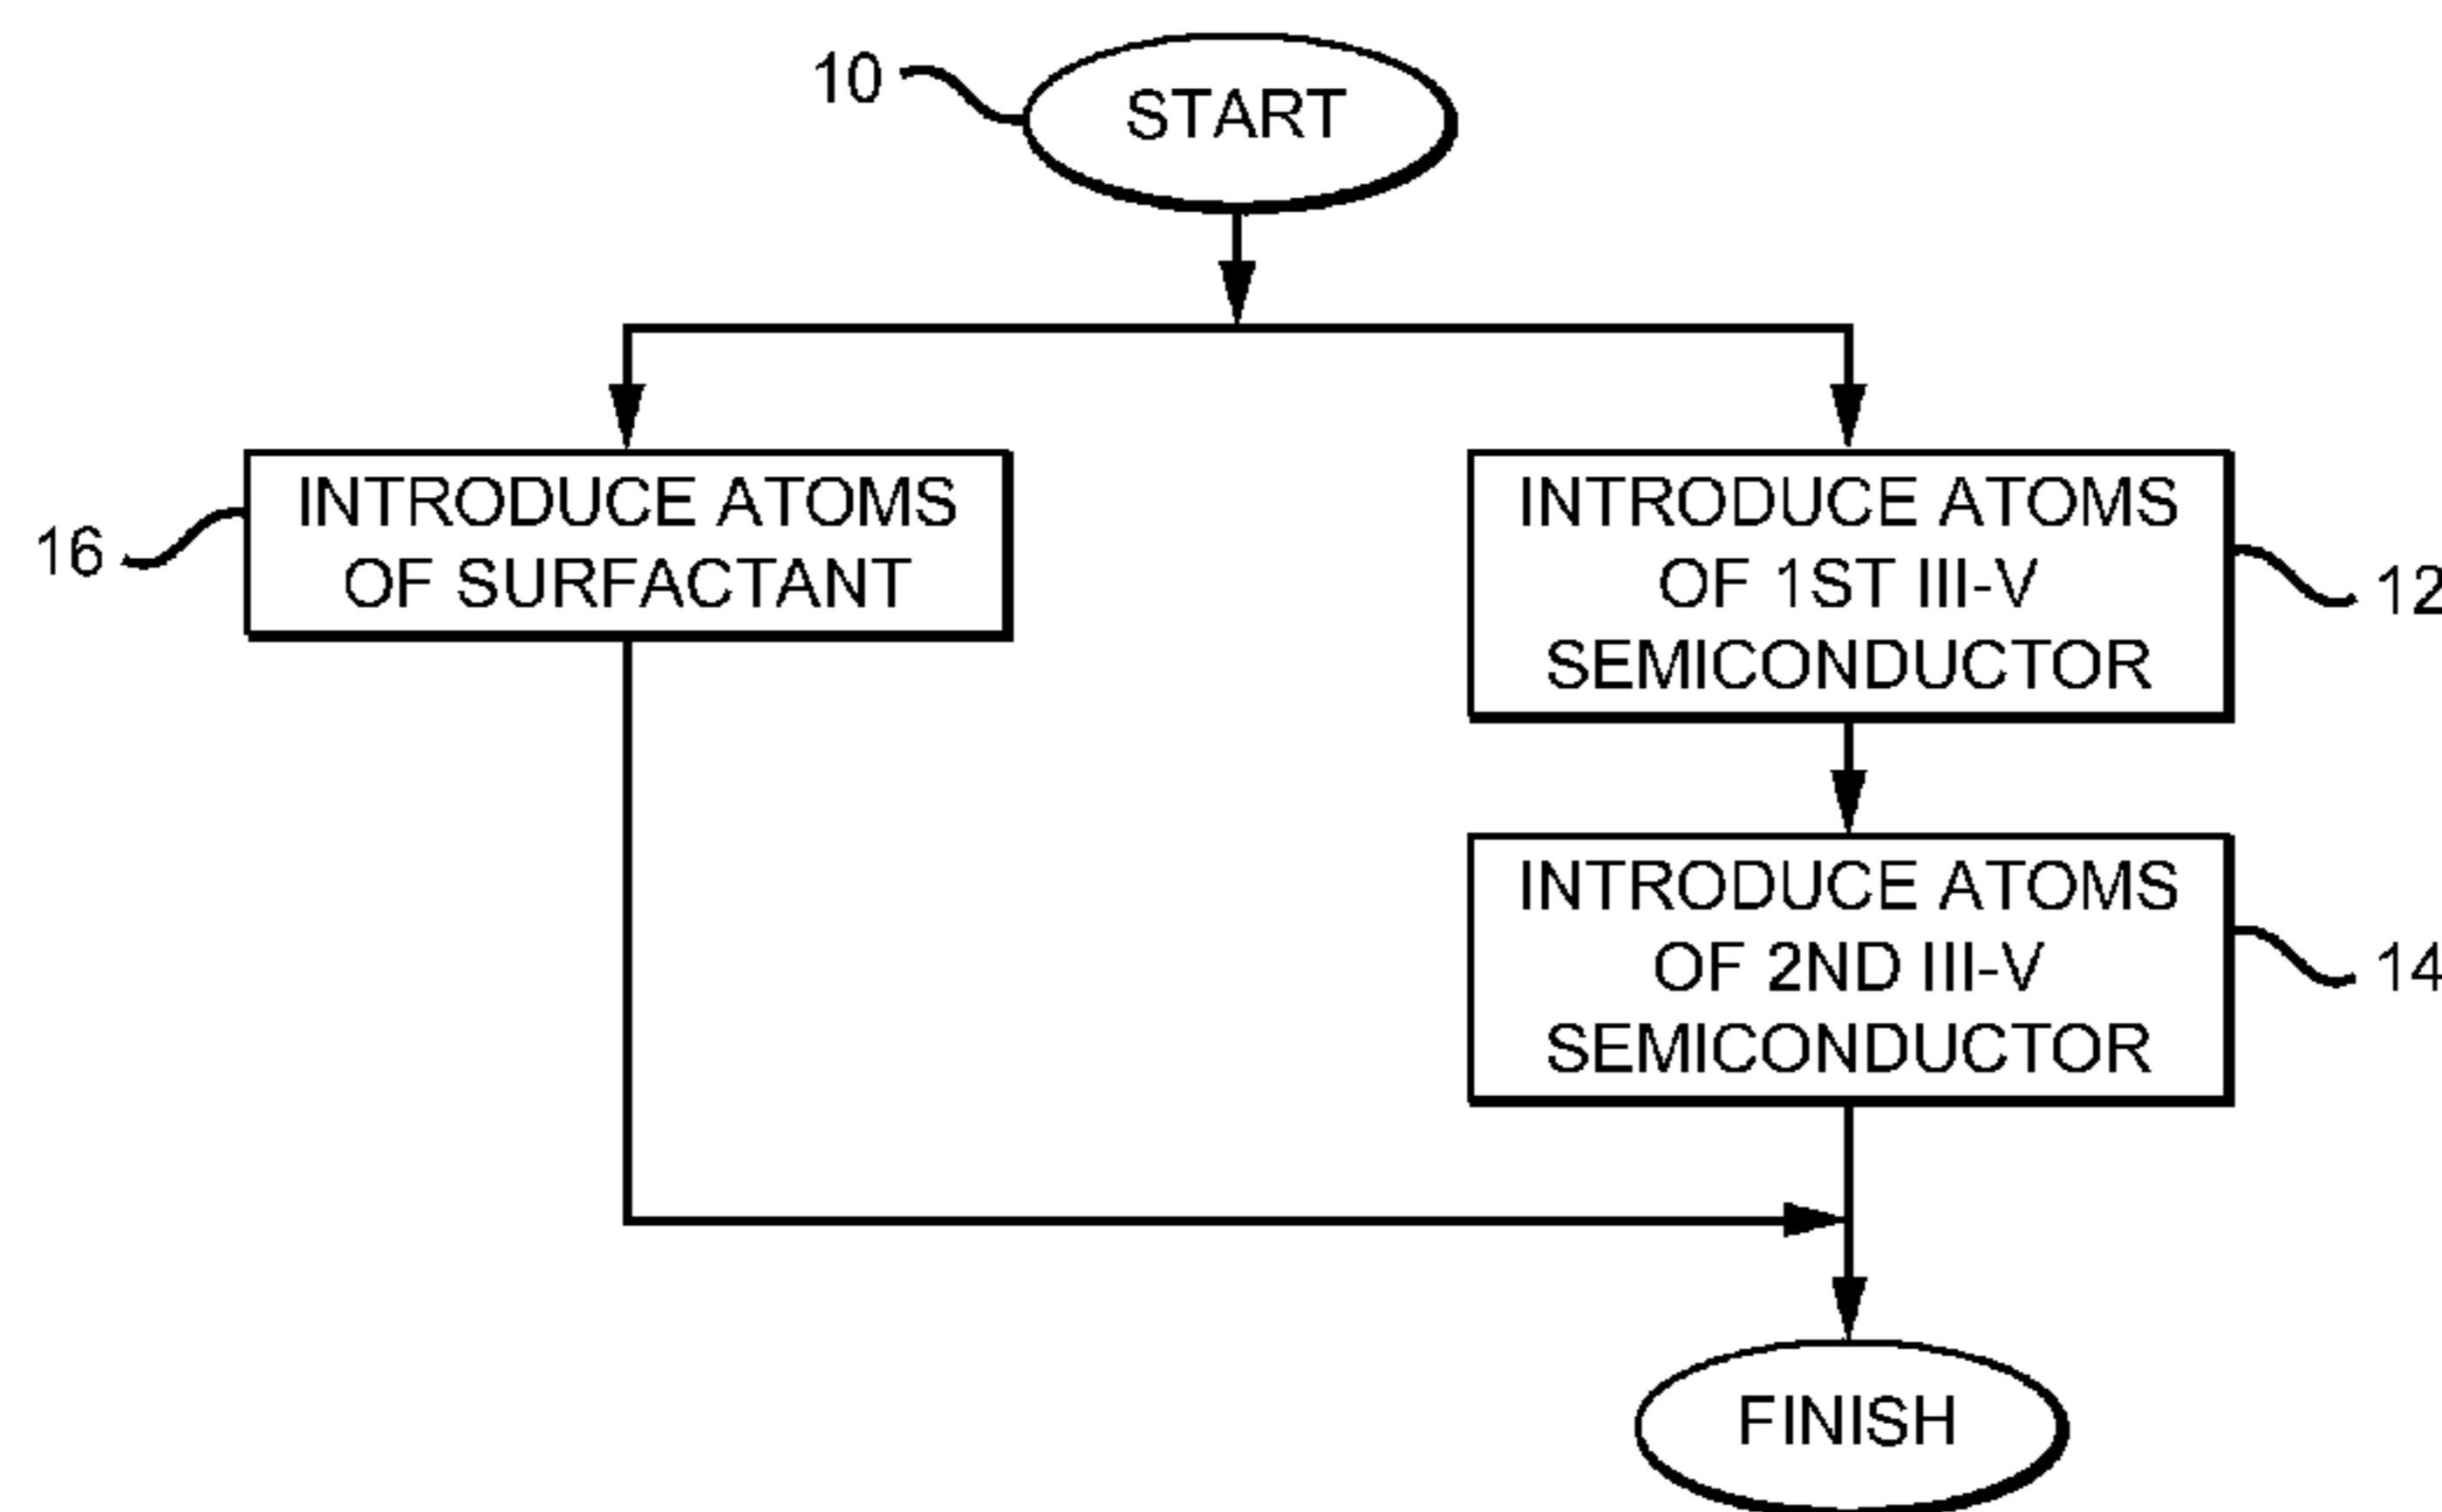 10
START
16
INTRODUCE ATOMS
OF SURFACTANT
INTRODUCE ATOMS
OF 1ST III-V
SEMICONDUCTOR
12
INTRODUCE ATOMS
OF 2ND III-V
SEMICONDUCTOR
14
FINISH